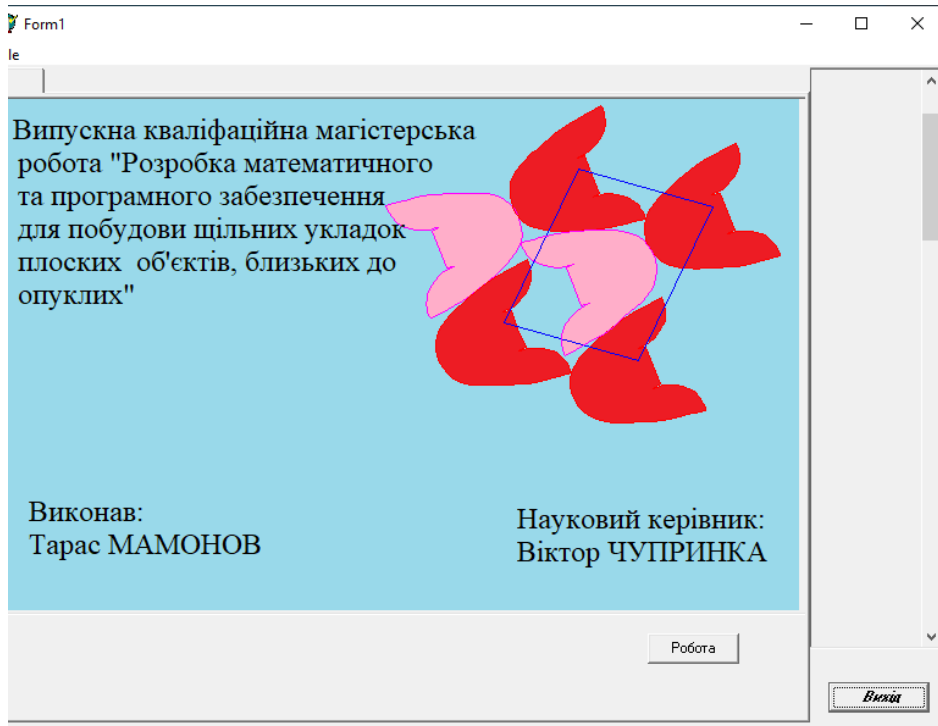 Form1
le
Випускна кваліфаційна магістерська
робота "Розробка математичного
та програмного забезпечення
для побудови щільних укладок
плоских об'єктів, близьких до
опуклих"
Виконав:
Тарас МАМОНОВ
Науковий керівник:
Віктор ЧУПРИНКА
Робота
Вихід